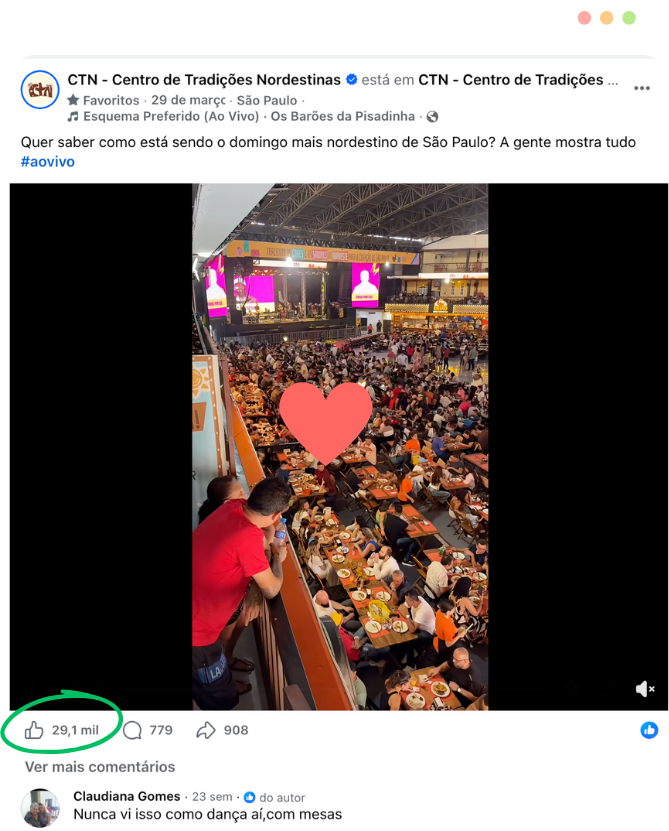 CTN - Centro de Tradições Nordestinas está em CTN - Centro de Tradições ...
Favoritos · 29 de março · São Paulo ·
Esquema Preferido (Ao Vivo) · Os Barões da Pisadinha ·
Quer saber como está sendo o domingo mais nordestino de São Paulo? A gente mostra tudo
#aovivo
29,1 mil 779 908
Ver mais comentários
Claudiana Gomes · 23 sem · do autor
Nunca vi isso como dança aí,com mesas